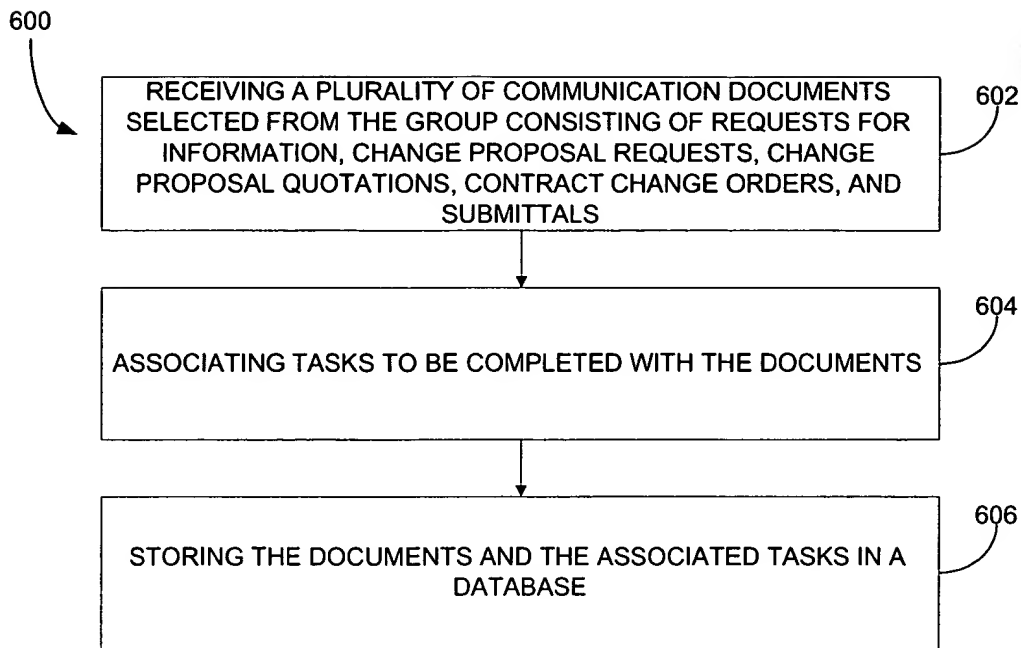 600
RECEIVING A PLURALITY OF COMMUNICATION DOCUMENTS
SELECTED FROM THE GROUP CONSISTING OF REQUESTS FOR
INFORMATION, CHANGE PROPOSAL REQUESTS, CHANGE
PROPOSAL QUOTATIONS, CONTRACT CHANGE ORDERS, AND
SUBMITTALS
602
ASSOCIATING TASKS TO BE COMPLETED WITH THE DOCUMENTS
604
STORING THE DOCUMENTS AND THE ASSOCIATED TASKS IN A
DATABASE
606